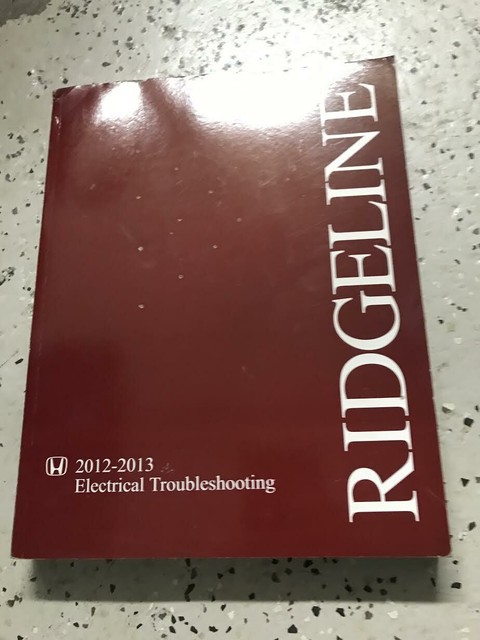 RIDGELINE
2012-2013
Electrical Troubleshooting